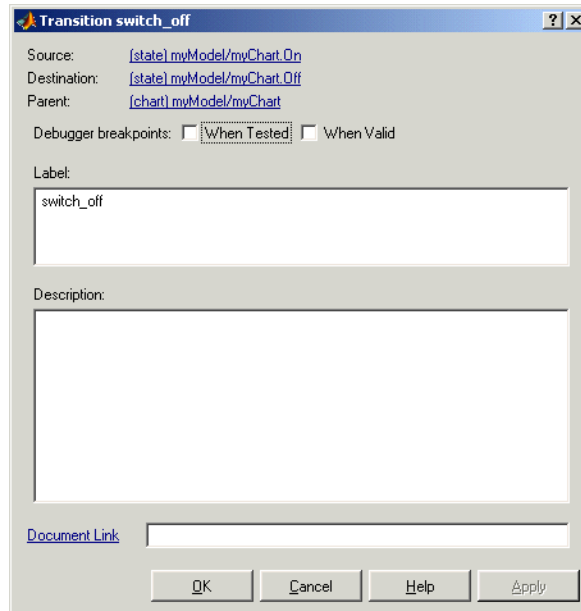 Transition switch_off
Source: (state) myModel/myChart.On
Destination: (state) myModel/myChart.Off
Parent: (chart) myModel/myChart
Debugger breakpoints: When Tested When Valid
Label:
switch_off
Description:
Document Link
OK Cancel Help Apply